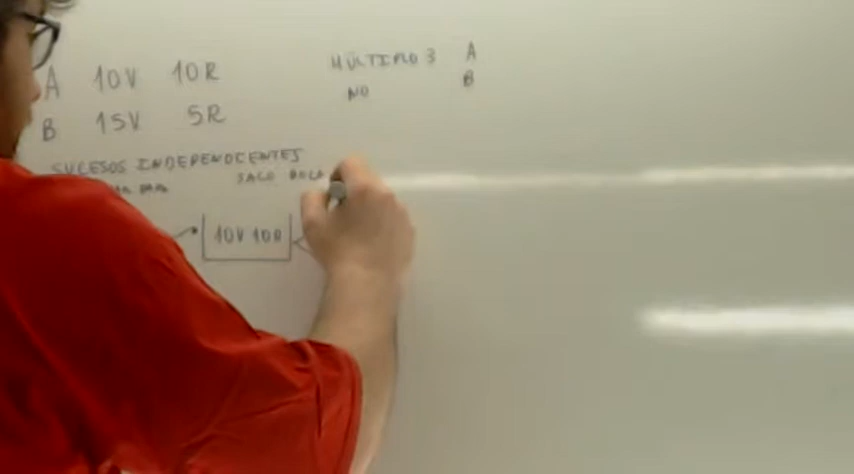 A 10V 10R
B 15V 5R
MÚLTIPLO 3 A
NO B
SUCESOS INDEPENDIENTES
SACO BOLA
10V 10R